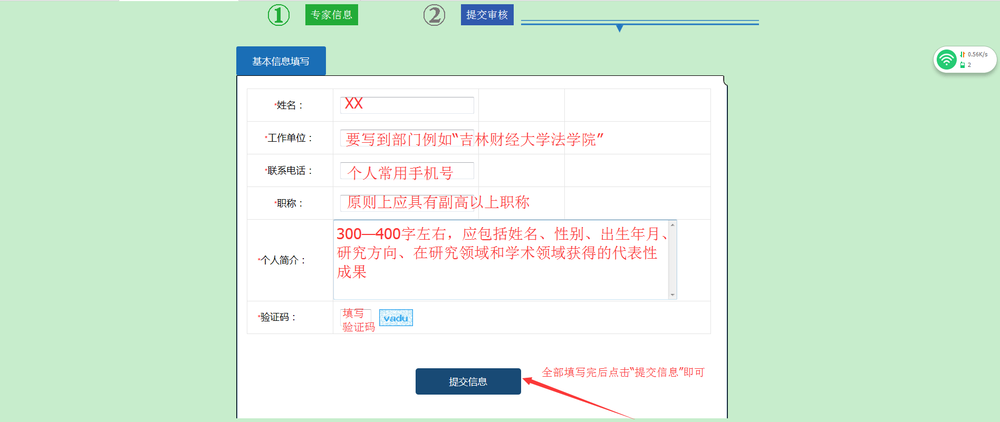 ① 专家信息 ② 提交审核
0.56K/s
2
基本信息填写
*姓名： XX
*工作单位： 要写到部门例如“吉林财经大学法学院”
*联系电话： 个人常用手机号
*职称： 原则上应具有副高以上职称
300—400字左右，应包括姓名、性别、出生年月、
研究方向、在研究领域和学术领域获得的代表性
*个人简介：
成果
*验证码： 填写 vadu
验证码
全部填写完后点击“提交信息”即可
提交信息